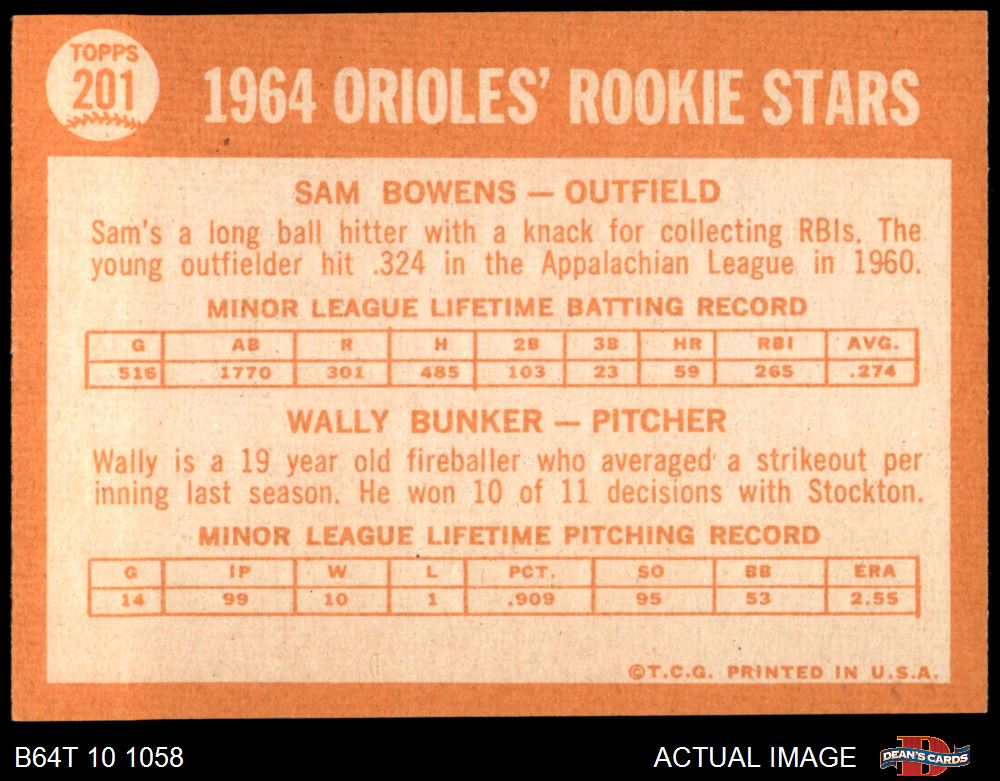 TOPPS
201
1964 ORIOLES' ROOKIE STARS
SAM BOWENS — OUTFIELD
Sam's a long ball hitter with a knack for collecting RBIs. The
young outfielder hit .324 in the Appalachian League in 1960.
MINOR LEAGUE LIFETIME BATTING RECORD
G AB R H 2B 3B HR RBI AVG.
516 1770 301 485 103 23 59 265 .274
WALLY BUNKER — PITCHER
Wally is a 19 year old fireballer who averaged a strikeout per
inning last season. He won 10 of 11 decisions with Stockton.
MINOR LEAGUE LIFETIME PITCHING RECORD
G IP W L PCT. SO BB ERA
14 99 10 1 .909 95 53 2.55
©T.C.G. PRINTED IN U.S.A.
B64T 10 1058
ACTUAL IMAGE
D
DEAN'S CARDS